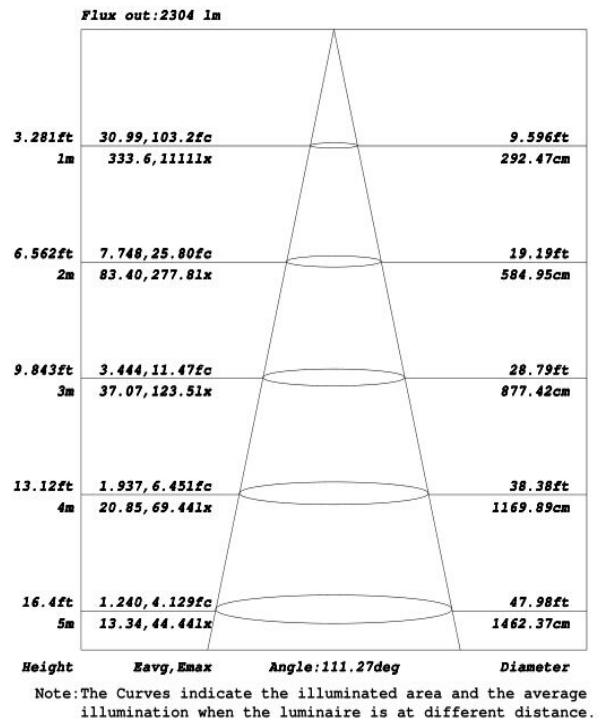 Flux out:2304 lm
3.281ft 30.99,103.2fc 9.596ft
1m 333.6,1111lx 292.47cm
6.562ft 7.748,25.80fc 19.19ft
2m 83.40,277.8lx 584.95cm
9.843ft 3.444,11.47fc 28.79ft
3m 37.07,123.5lx 877.42cm
13.12ft 1.937,6.451fc 38.38ft
4m 20.85,69.44lx 1169.89cm
16.4ft 1.240,4.129fc 47.98ft
5m 13.34,44.44lx 1462.37cm
Height Eavg,Emax Angle:111.27deg Diameter
Note:The Curves indicate the illuminated area and the average
illumination when the luminaire is at different distance.